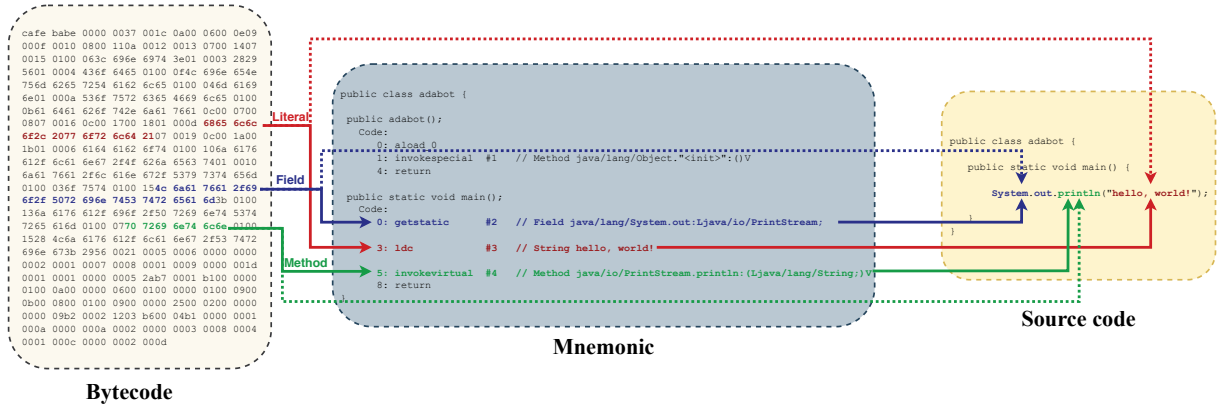 cafe babe 0000 0037 001c 0a00 0600 0e09
000f 0010 0800 110a 0012 0013 0700 1407
0015 0100 063c 696e 6974 3e01 0003 2829
5601 0004 436f 6465 0100 0f4c 696e 654e
756d 6265 7254 6162 6c65 0100 046d 6169
6e01 000a 536f 7572 6365 4669 6c65 0100
0b61 6461 626f 742e 6a61 7661 0c00 0700
0807 0016 0c00 1700 1801 000d 6865 6c6c
6f2c 2077 6f72 6c64 2107 0019 0c00 1a00
1b01 0006 6164 6162 6f74 0100 106a 6176
612f 6c61 6e67 2f4f 626a 6563 7401 0010
6a61 7661 2f6c 616e 672f 5379 7374 656d
0100 036f 7574 0100 154c 6a61 7661 2f69
6f2f 5072 696e 7453 7472 6561 6d3b 0100
136a 6176 612f 696f 2f50 7269 6e74 5374
7265 616d 0100 0770 7269 6e74 6c6e 0100
1528 4c6a 6176 612f 6c61 6e67 2f53 7472
696e 673b 2956 0021 0005 0006 0000 0000
0002 0001 0007 0008 0001 0009 0000 001d
0001 0001 0000 0005 2ab7 0001 b100 0000
0100 0a00 0000 0600 0100 0000 0100 0900
0b00 0800 0100 0900 0000 2500 0200 0000
0000 09b2 0002 1203 b600 04b1 0000 0001
000a 0000 000a 0002 0000 0003 0008 0004
0001 000c 0000 0002 000d
Bytecode
Literal
Field
Method
public class adabot {
public adabot();
Code:
0: aload_0
1: invokespecial #1 // Method java/lang/Object."<init>":()V
4: return
public static void main();
Code:
0: getstatic #2 // Field java/lang/System.out:Ljava/io/PrintStream;
3: ldc #3 // String hello, world!
5: invokevirtual #4 // Method java/io/PrintStream.println:(Ljava/lang/String;)V
8: return
}
Mnemonic
public class adabot {
public static void main() {
System.out.println("hello, world!");
}
}
Source code